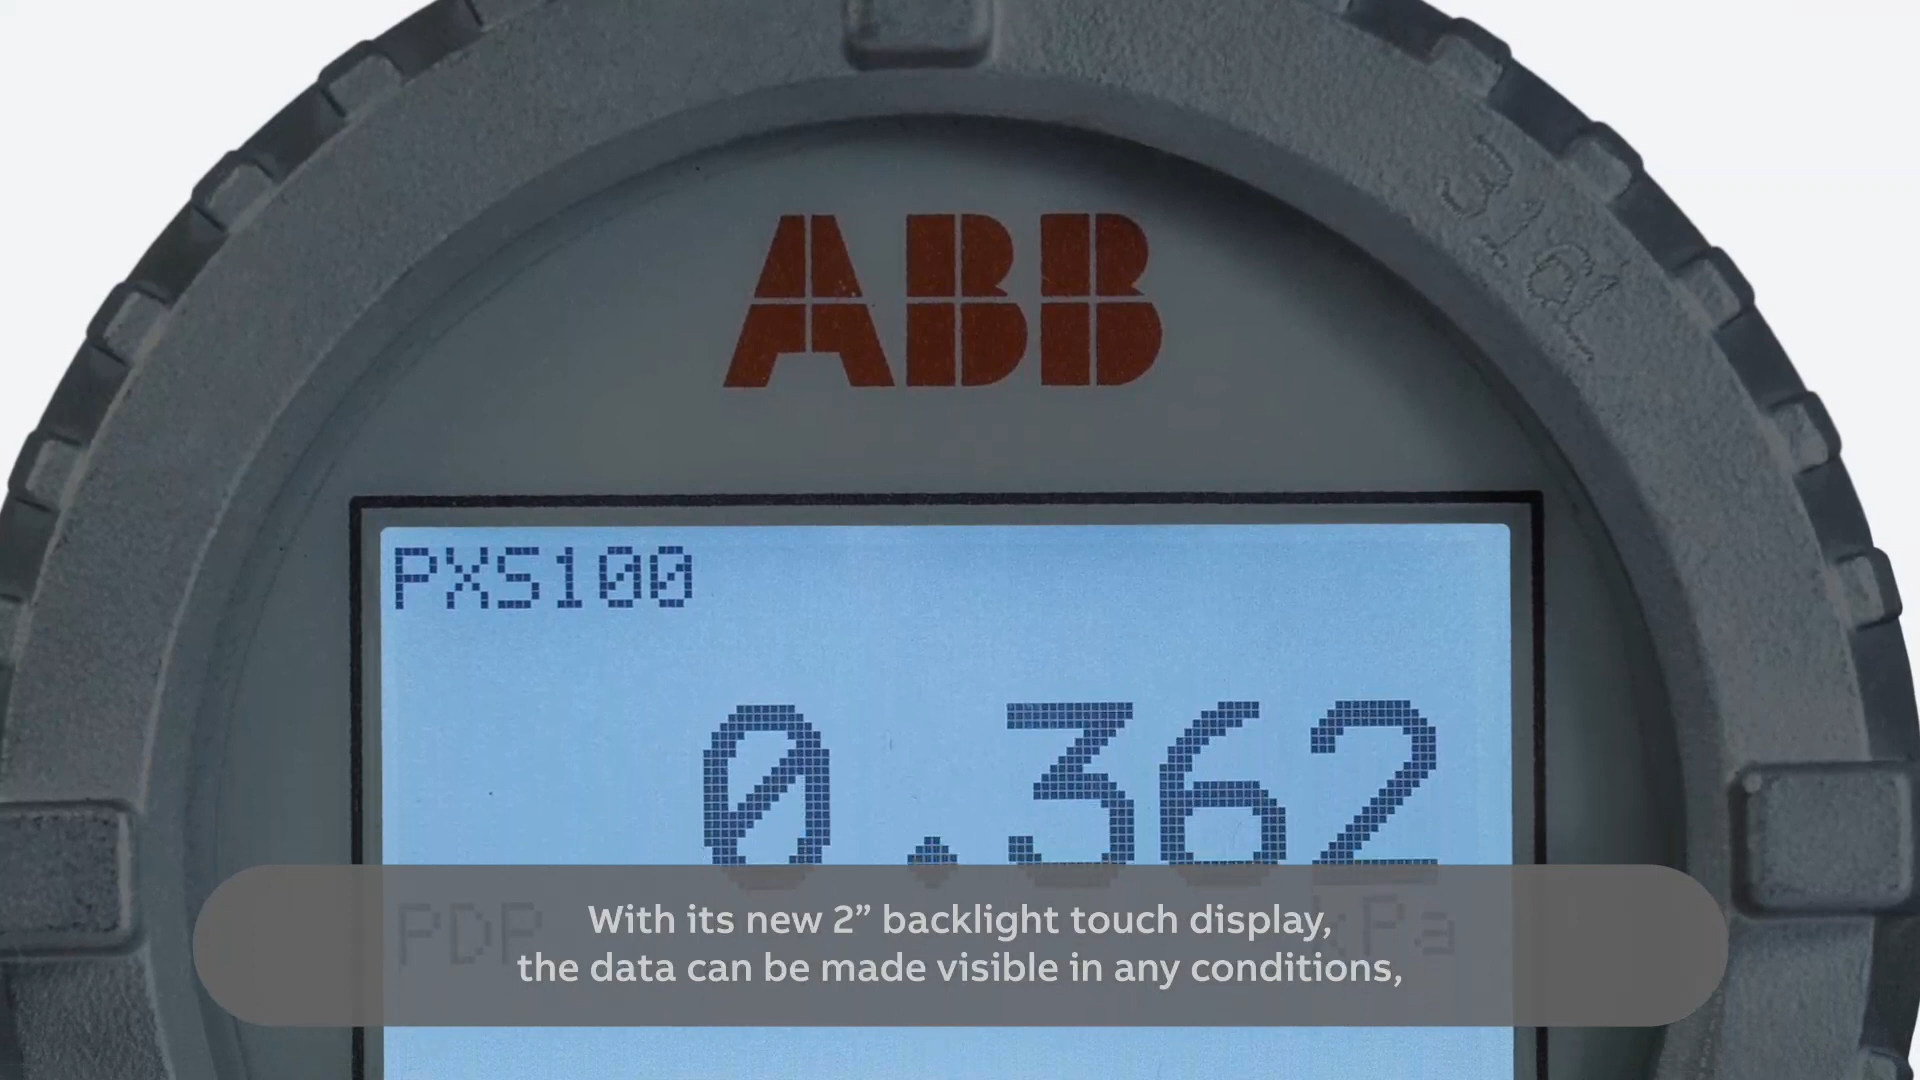 ABB
316L
PXS100
0.362
PDP kPa
With its new 2” backlight touch display,
the data can be made visible in any conditions,